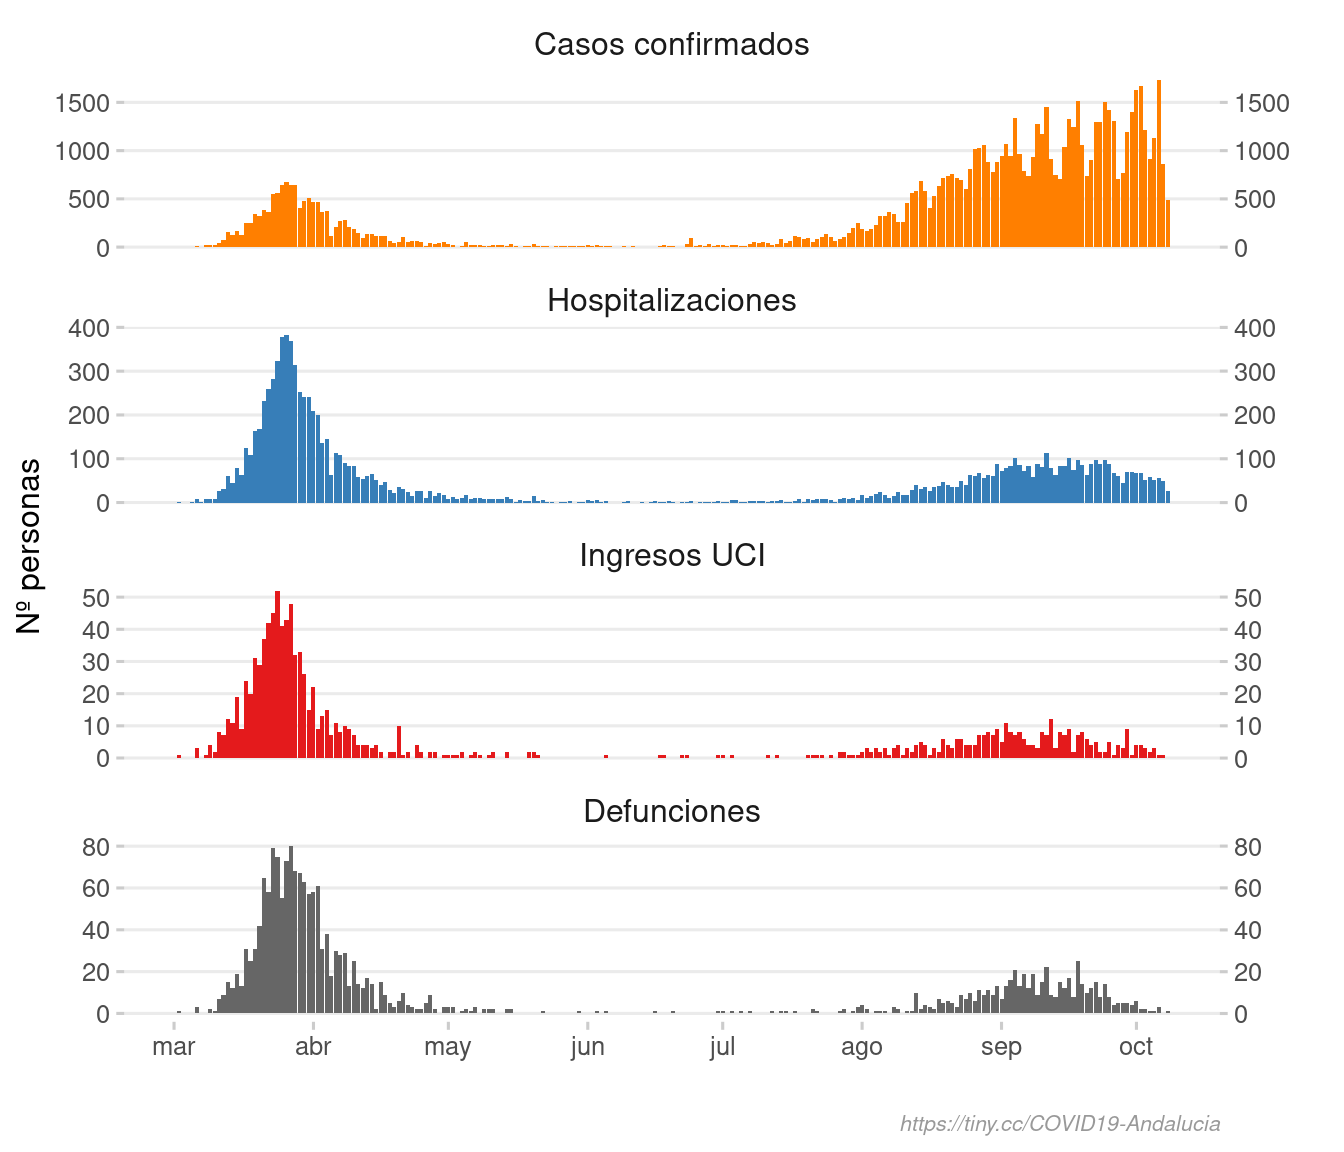 Casos confirmados
1500 1500
1000 1000
500 500
0 0
Hospitalizaciones
400 400
300 300
200 200
100 100
0 0
Nº personas
Ingresos UCI
50 50
40 40
30 30
20 20
10 10
0 0
Defunciones
80 80
60 60
40 40
20 20
0 0
mar abr may jun jul ago sep oct
https://tiny.cc/COVID19-Andalucia